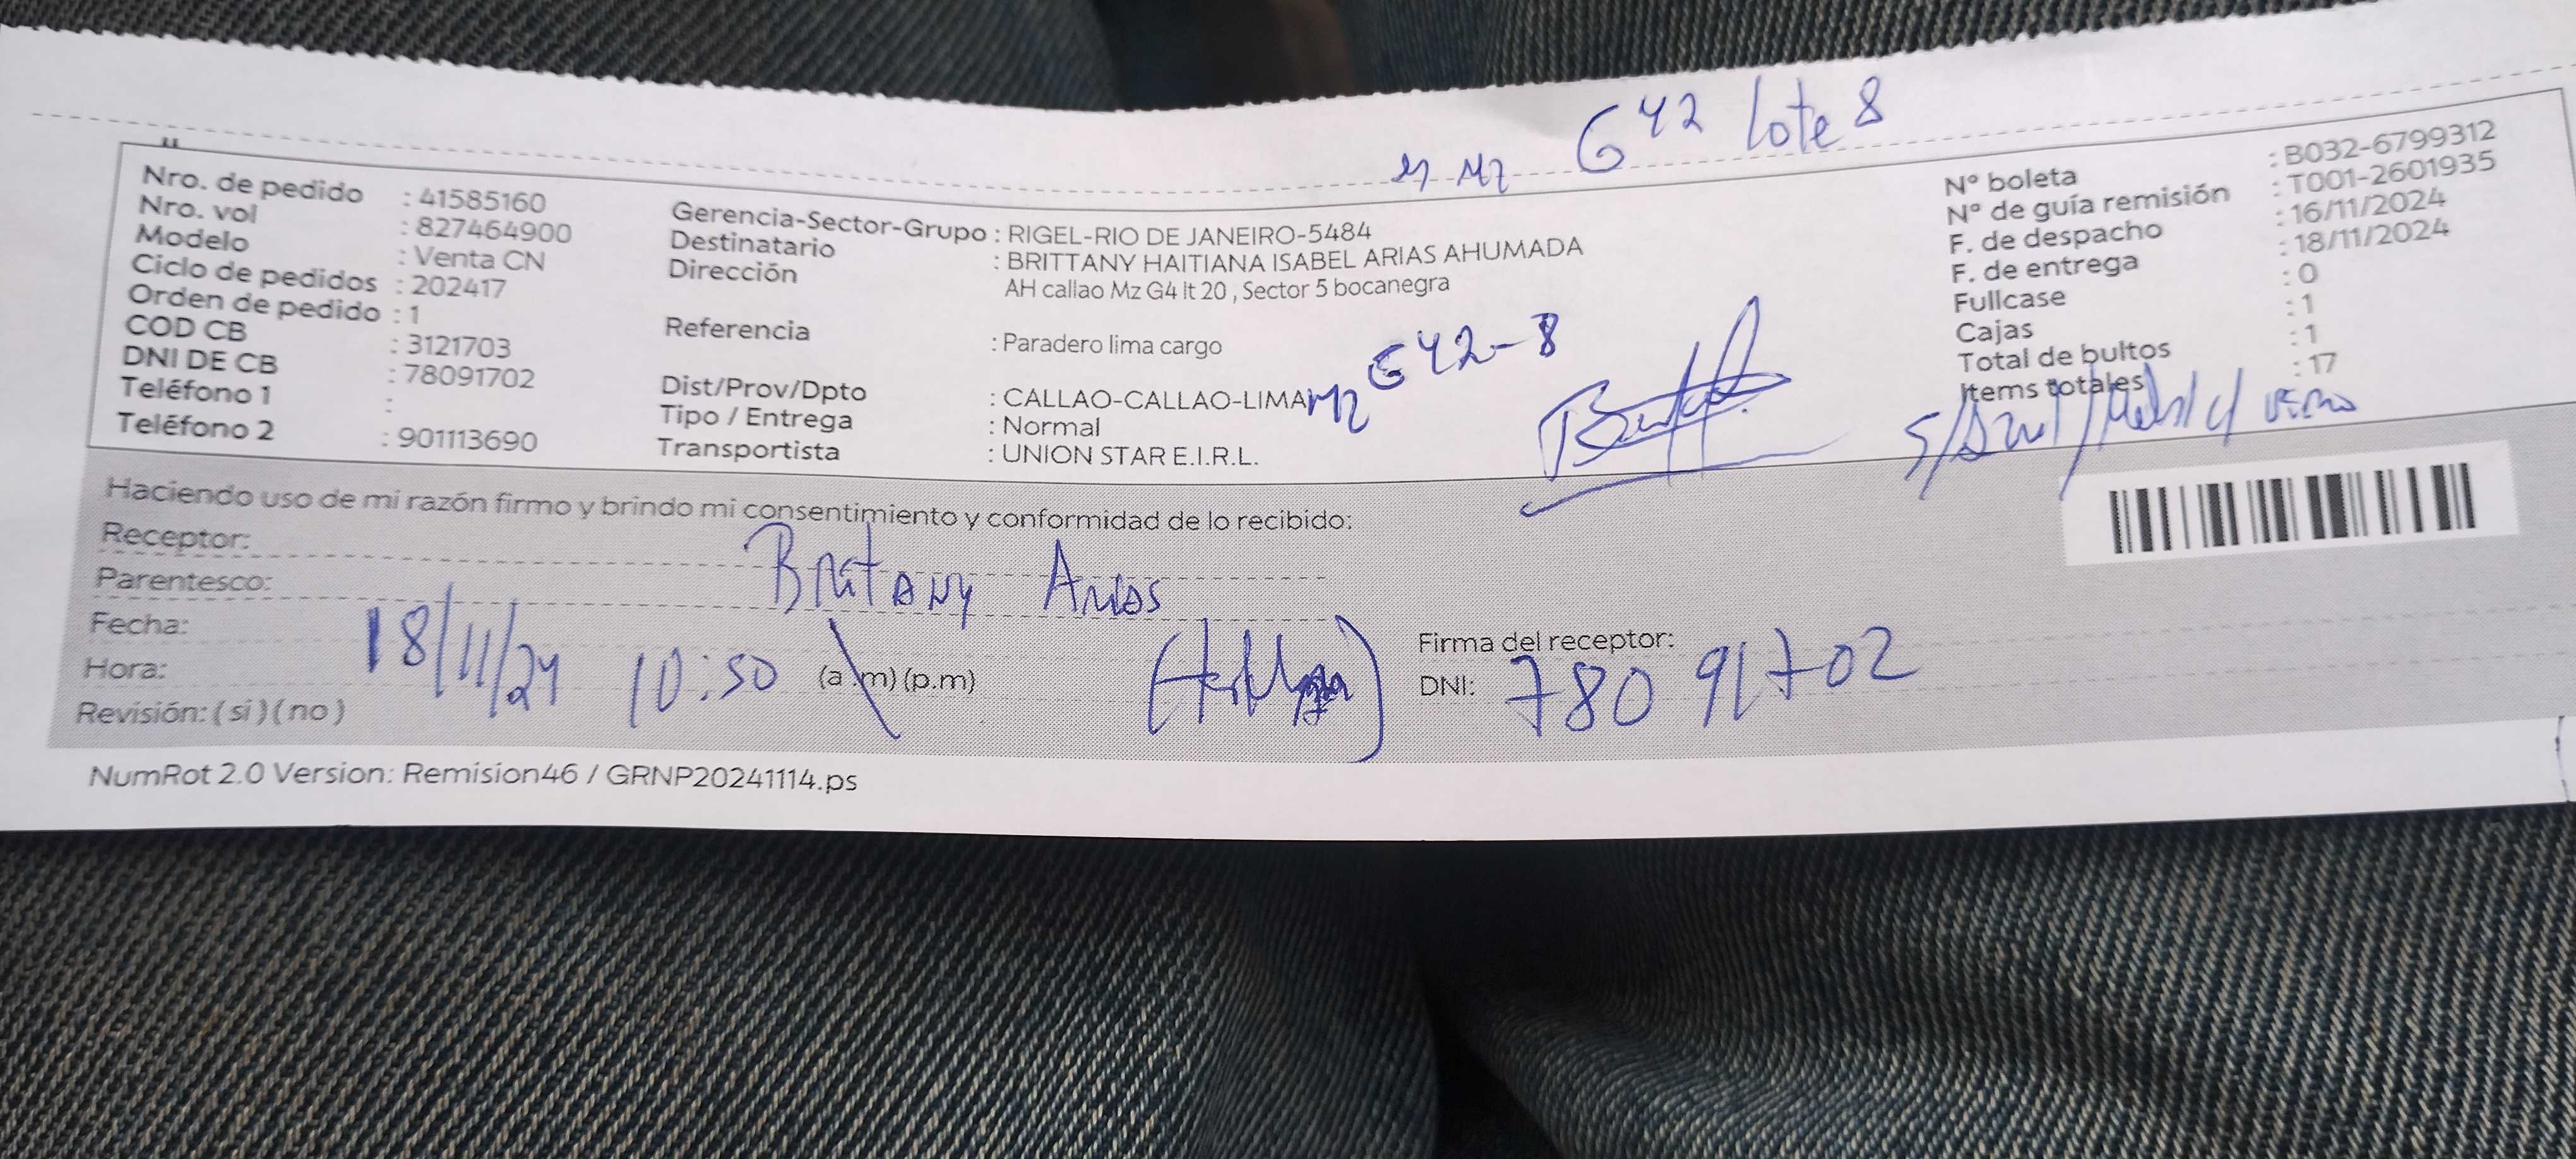 Mz G42 lote 8
Nro. de pedido : 41585160
Nro. vol : 827464900
Modelo : Venta CN
Ciclo de pedidos : 202417
Orden de pedido : 1
COD CB : 3121703
DNI DE CB : 78091702
Teléfono 1 :
Teléfono 2 : 901113690
Gerencia-Sector-Grupo : RIGEL-RIO DE JANEIRO-5484
Destinatario : BRITTANY HAITIANA ISABEL ARIAS AHUMADA
Dirección AH callao Mz G4 lt 20 , Sector 5 bocanegra
Referencia : Paradero lima cargo
Dist/Prov/Dpto : CALLAO-CALLAO-LIMA
Tipo / Entrega : Normal
Transportista : UNION STAR E.I.R.L.
Mz G42-8
N° boleta : B032-6799312
N° de guía remisión : T001-2601935
F. de despacho : 16/11/2024
F. de entrega : 18/11/2024
Fullcase : 0
Cajas : 1
Total de bultos : 1
Items totales : 17
Haciendo uso de mi razón firmo y brindo mi consentimiento y conformidad de lo recibido:
Receptor: Britany Arias
Parentesco:
Fecha: 18/11/24
Hora: 10:50 (a.m) (p.m)
Revisión: ( si ) ( no )
Firma del receptor:
DNI: 78091702
NumRot 2.0 Version: Remision46 / GRNP20241114.ps